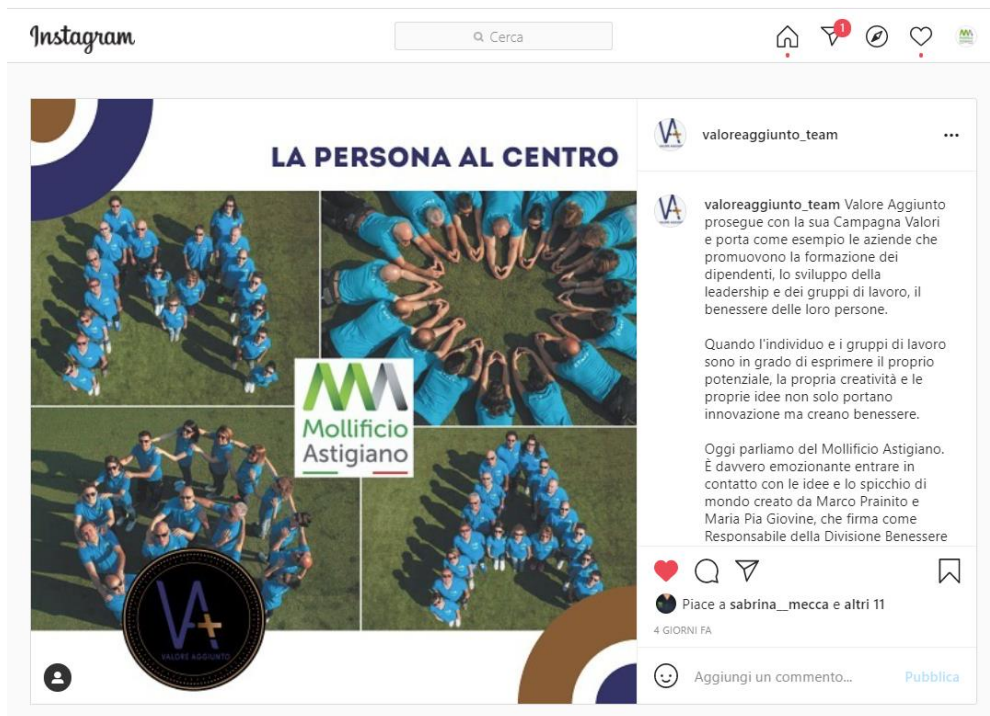 Instagram
Cerca
1
LA PERSONA AL CENTRO
Mollificio
Astigiano
VA+
VALORE AGGIUNTO
valoreaggiunto_team
valoreaggiunto_team Valore Aggiunto
prosegue con la sua Campagna Valori
e porta come esempio le aziende che
promuovono la formazione dei
dipendenti, lo sviluppo della
leadership e dei gruppi di lavoro, il
benessere delle loro persone.
Quando l'individuo e i gruppi di lavoro
sono in grado di esprimere il proprio
potenziale, la propria creatività e le
proprie idee non solo portano
innovazione ma creano benessere.
Oggi parliamo del Mollificio Astigiano.
È davvero emozionante entrare in
contatto con le idee e lo spicchio di
mondo creato da Marco Prainito e
Maria Pia Giovine, che firma come
Responsabile della Divisione Benessere
Piace a sabrina__mecca e altri 11
4 GIORNI FA
Aggiungi un commento...
Pubblica